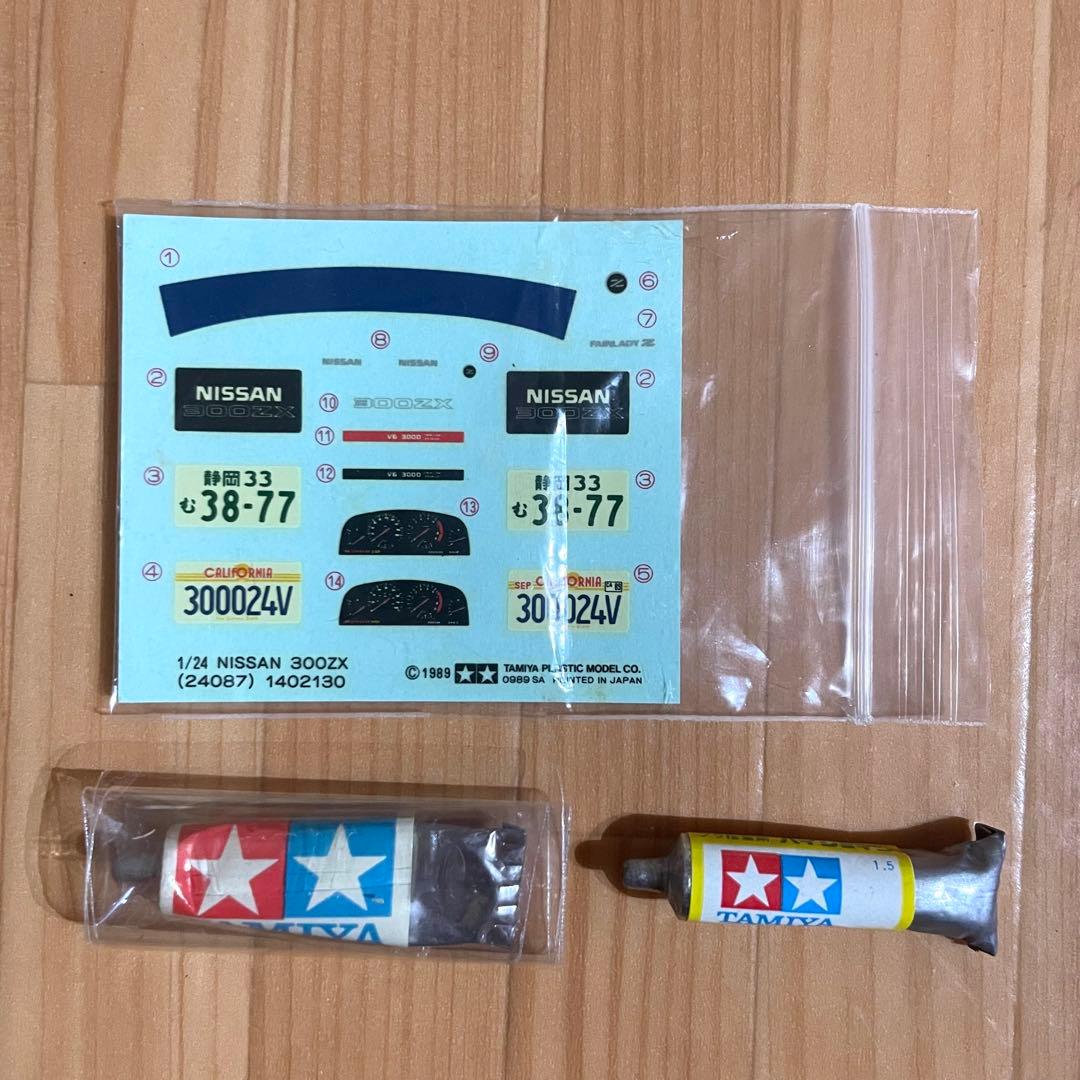 ①
⑥
⑦
FAIRLADY Z
⑧
NISSAN NISSAN
⑨
Z
②
NISSAN
300ZX
⑩
300ZX
②
NISSAN
300ZX
⑪
V6 3000
⑫
V6 3000
③
静岡33
む38-77
⑬
③
静岡33
む38-77
④
CALIFORNIA
300024V
⑭
⑤
SEP CALIFORNIA CA 89
300024V
1/24 NISSAN 300ZX
(24087) 1402130
©1989
TAMIYA PLASTIC MODEL CO.
0989 SA PRINTED IN JAPAN
TAMIYA
1.5
TAMIYA